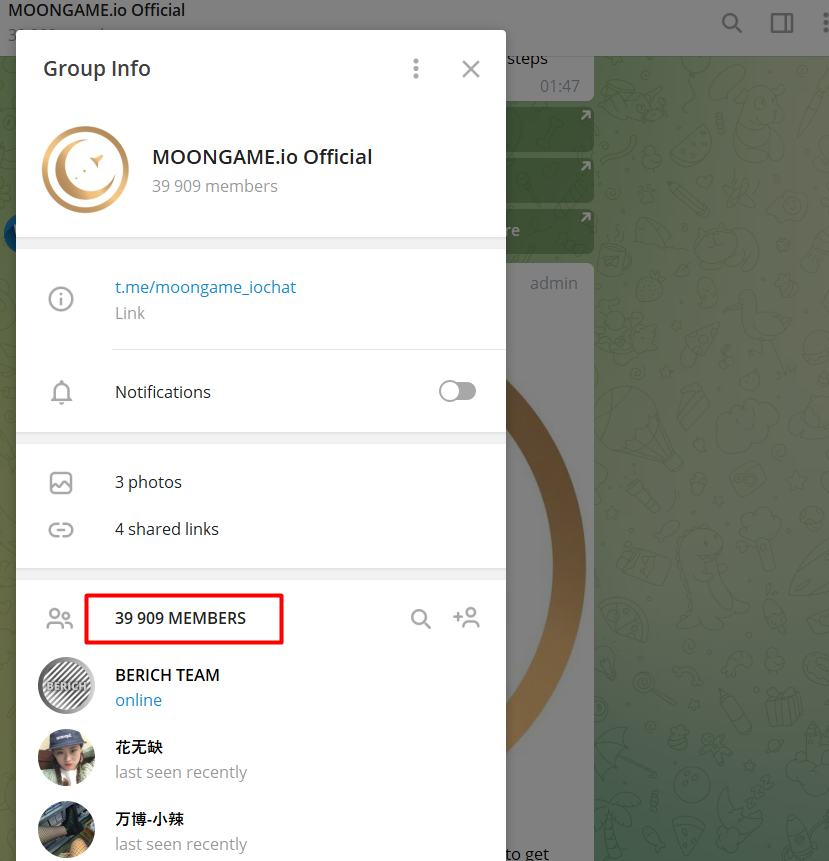 MOONGAME.io Official
steps
Group Info
01:47
MOONGAME.io Official
39 909 members
re
t.me/moongame_iochat
admin
Link
Notifications
3 photos
4 shared links
39 909 MEMBERS
BERICH TEAM
BERICH
online
花无缺
last seen recently
万博-小辣
last seen recently
to get